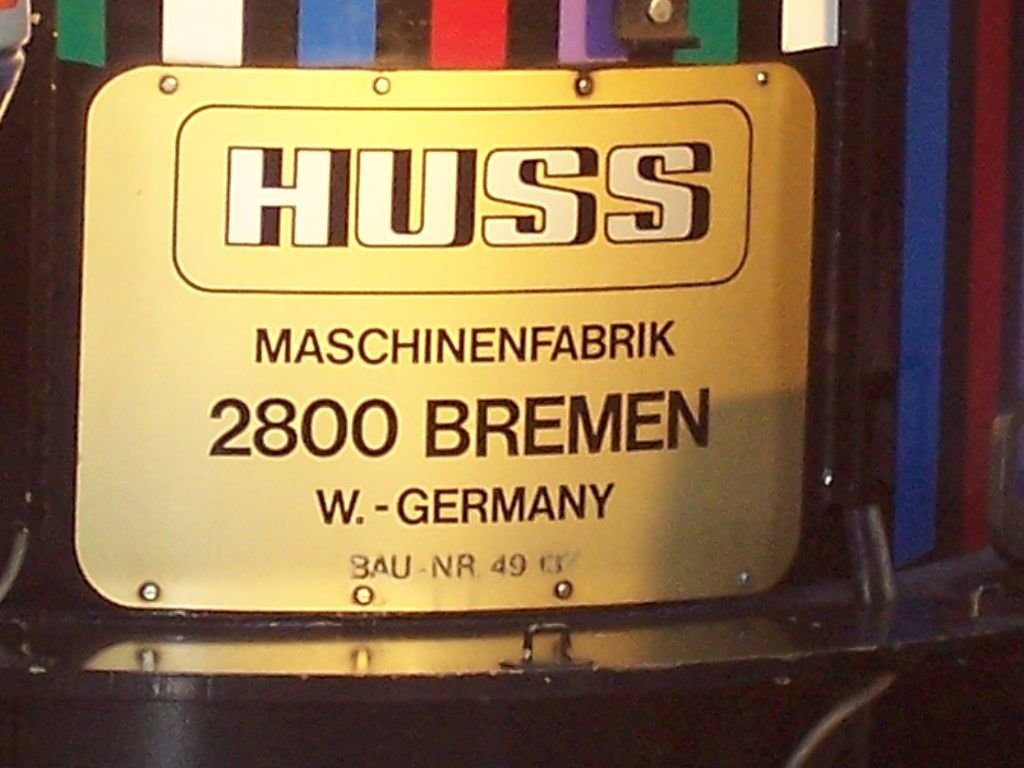 HUSS
MASCHINENFABRIK
2800 BREMEN
W.-GERMANY
BAU-NR. 49